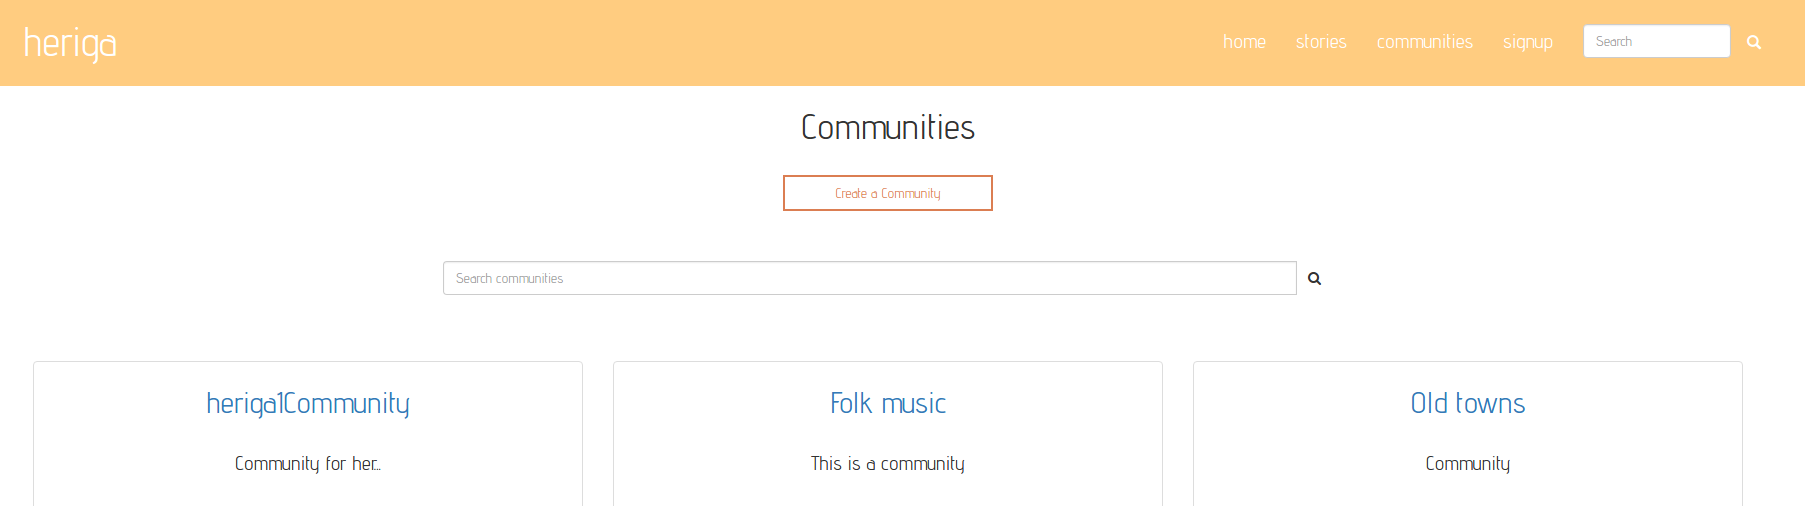 heriga
home stories communities signup Search
Communities
Create a Community
Search communities
heriga1Community Folk music Old towns
Community for her... This is a community Community